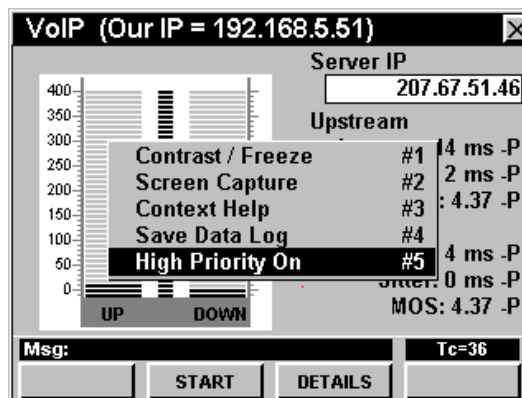 VoIP (Our IP = 192.168.5.51)
Server IP
207.67.51.46
Upstream
400
350
300
250
200
150
100
50
0
UP
DOWN
Contrast / Freeze #1
Screen Capture #2
Context Help #3
Save Data Log #4
High Priority On #5
4 ms -P
2 ms -P
: 4.37 -P
4 ms -P
Jitter: 0 ms -P
MOS: 4.37 -P
Msg:
Tc=36
START
DETAILS